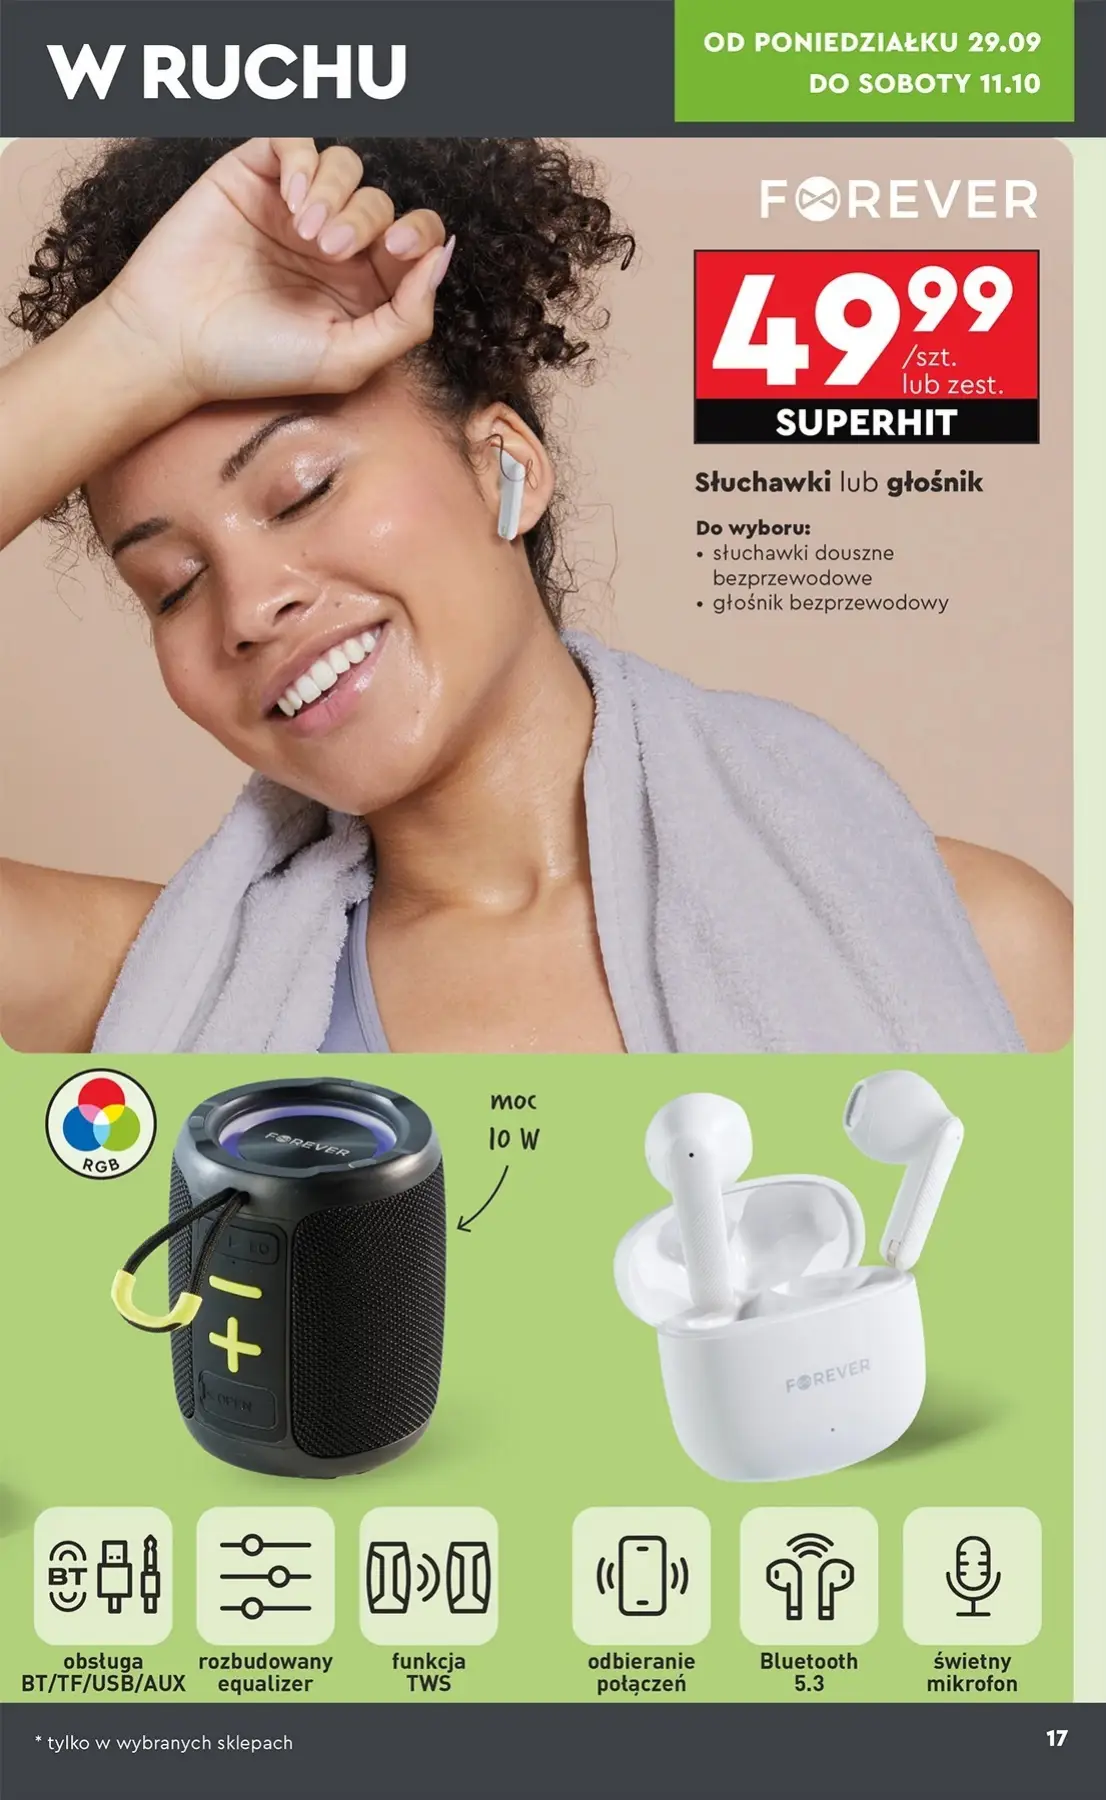 W RUCHU
OD PONIEDZIAŁKU 29.09
DO SOBOTY 11.10
FOREVER
49 99
/szt.
lub zest.
SUPERHIT
Słuchawki lub głośnik
Do wyboru:
• słuchawki douszne
bezprzewodowe
• głośnik bezprzewodowy
RGB
FOREVER
moc
10 W
OPEN
FOREVER
BT
obsługa
BT/TF/USB/AUX
rozbudowany
equalizer
funkcja
TWS
odbieranie
połączeń
Bluetooth
5.3
świetny
mikrofon
* tylko w wybranych sklepach
17